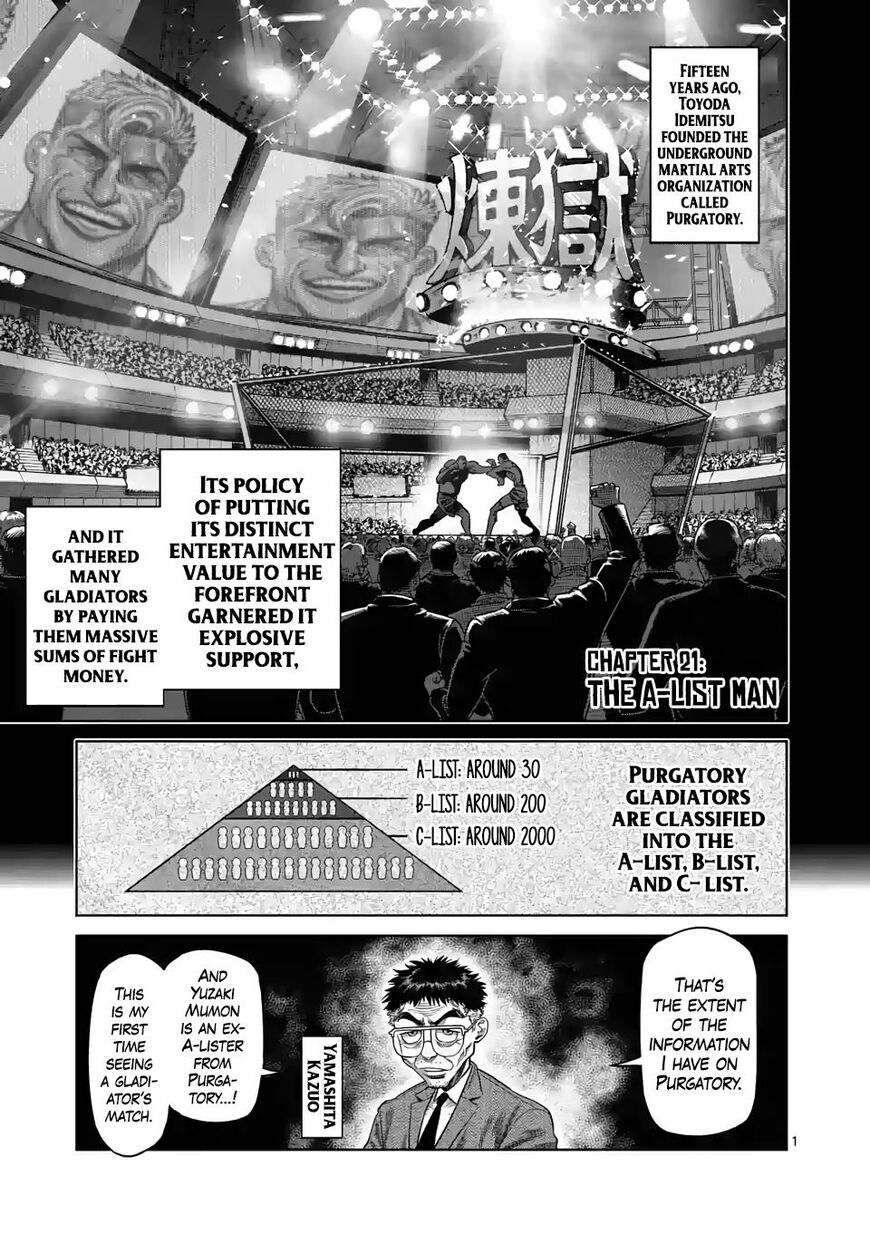 FIFTEEN
YEARS AGO,
TOYODA
IDEMITSU
FOUNDED THE
UNDERGROUND
MARTIAL ARTS
ORGANIZATION
CALLED
PURGATORY.
煉獄
ITS POLICY
OF PUTTING
ITS DISTINCT
ENTERTAINMENT
VALUE TO THE
FOREFRONT
GARNERED IT
EXPLOSIVE
SUPPORT,
AND IT
GATHERED
MANY
GLADIATORS
BY PAYING
THEM MASSIVE
SUMS OF FIGHT
MONEY.
CHAPTER 21:
THE A-LIST MAN
PURGATORY
GLADIATORS
ARE CLASSIFIED
INTO THE
A-LIST, B-LIST,
AND C-LIST.
A-LIST: AROUND 30
B-LIST: AROUND 200
C-LIST: AROUND 2000
THAT'S
THE EXTENT
OF THE
INFORMATION
I HAVE ON
PURGATORY.
YAMASHITA
KAZUO
AND
YUZAKI
MUMON
IS AN EX-
A-LISTER
FROM
PURGA-
TORY...!
THIS
IS MY
FIRST
TIME
SEEING
A GLADI-
ATOR'S
MATCH.
1